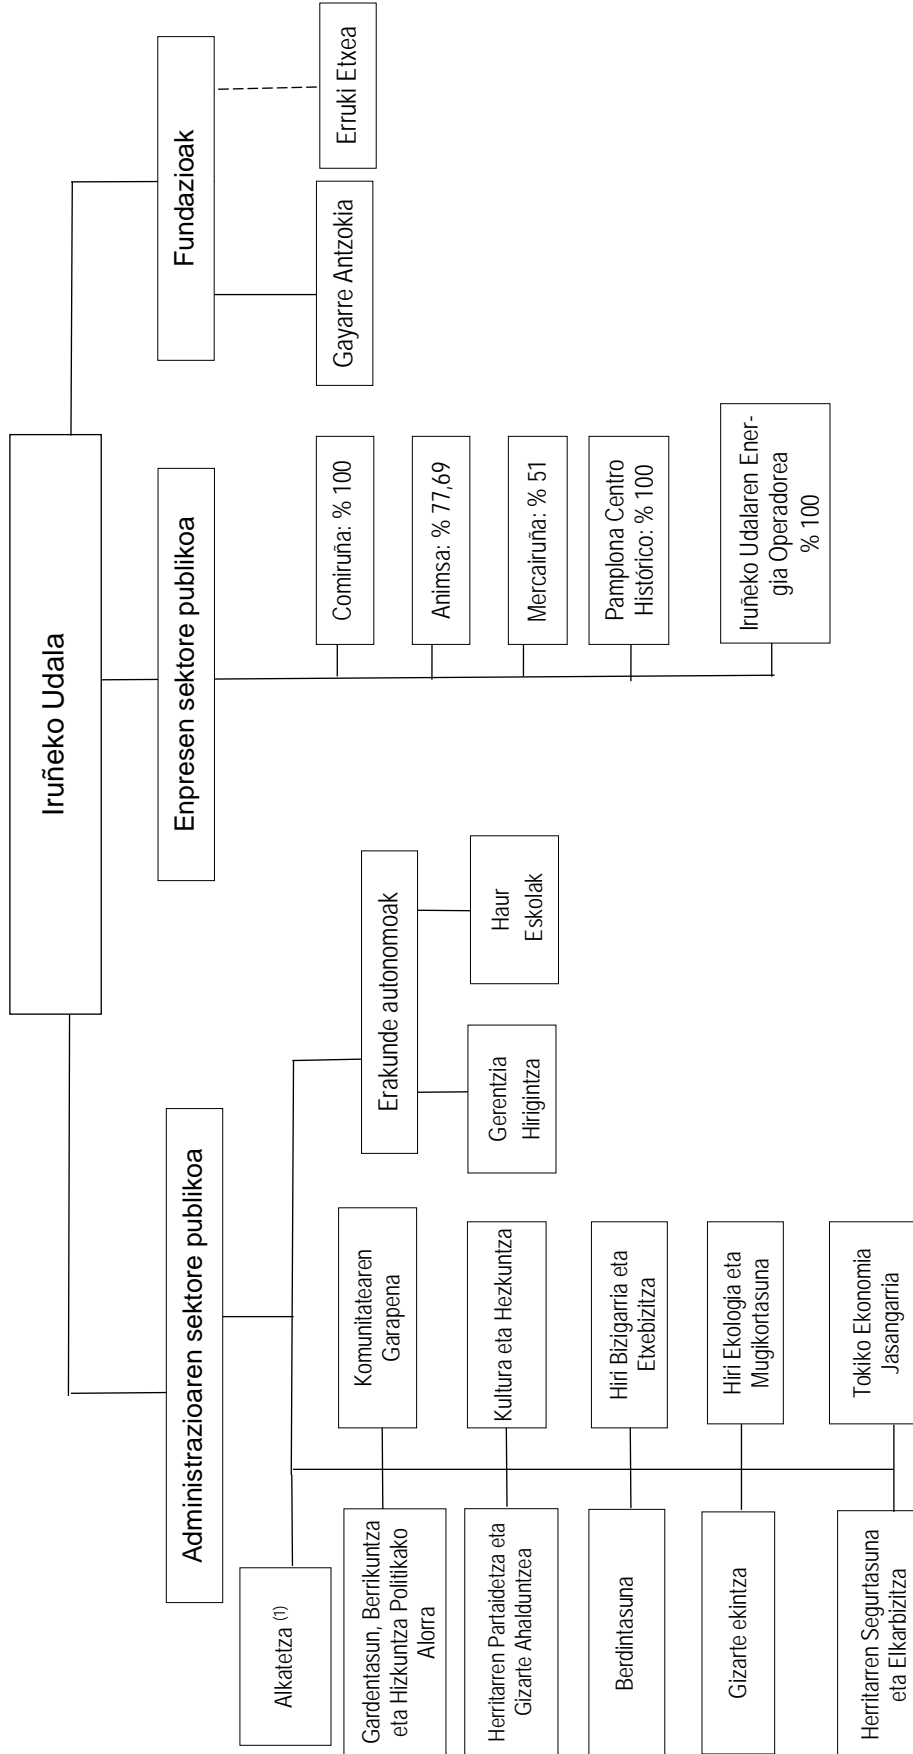 Iruñeko Udala
Administrazioaren sektore publikoa
Enpresen sektore publikoa
Fundazioak
Alkatetza (1)
Gardentasun, Berrikuntza
eta Hizkuntza Politikako
Alorra
Komunitatearen
Garapena
Herritarren Partaidetza eta
Gizarte Ahalduntzea
Kultura eta Hezkuntza
Berdintasuna
Hiri Bizigarria eta
Etxebizitza
Gizarte ekintza
Hiri Ekologia eta
Mugikortasuna
Herritarren Segurtasuna
eta Elkarbizitza
Tokiko Ekonomia
Jasangarria
Erakunde autonomoak
Gerentzia
Hirigintza
Haur
Eskolak
Comiruña: % 100
Animsa: % 77,69
Mercairuña: % 51
Pamplona Centro
Histórico: % 100
Iruñeko Udalaren Ener-
gia Operadorea
% 100
Gayarre Antzokia
Erruki Etxea